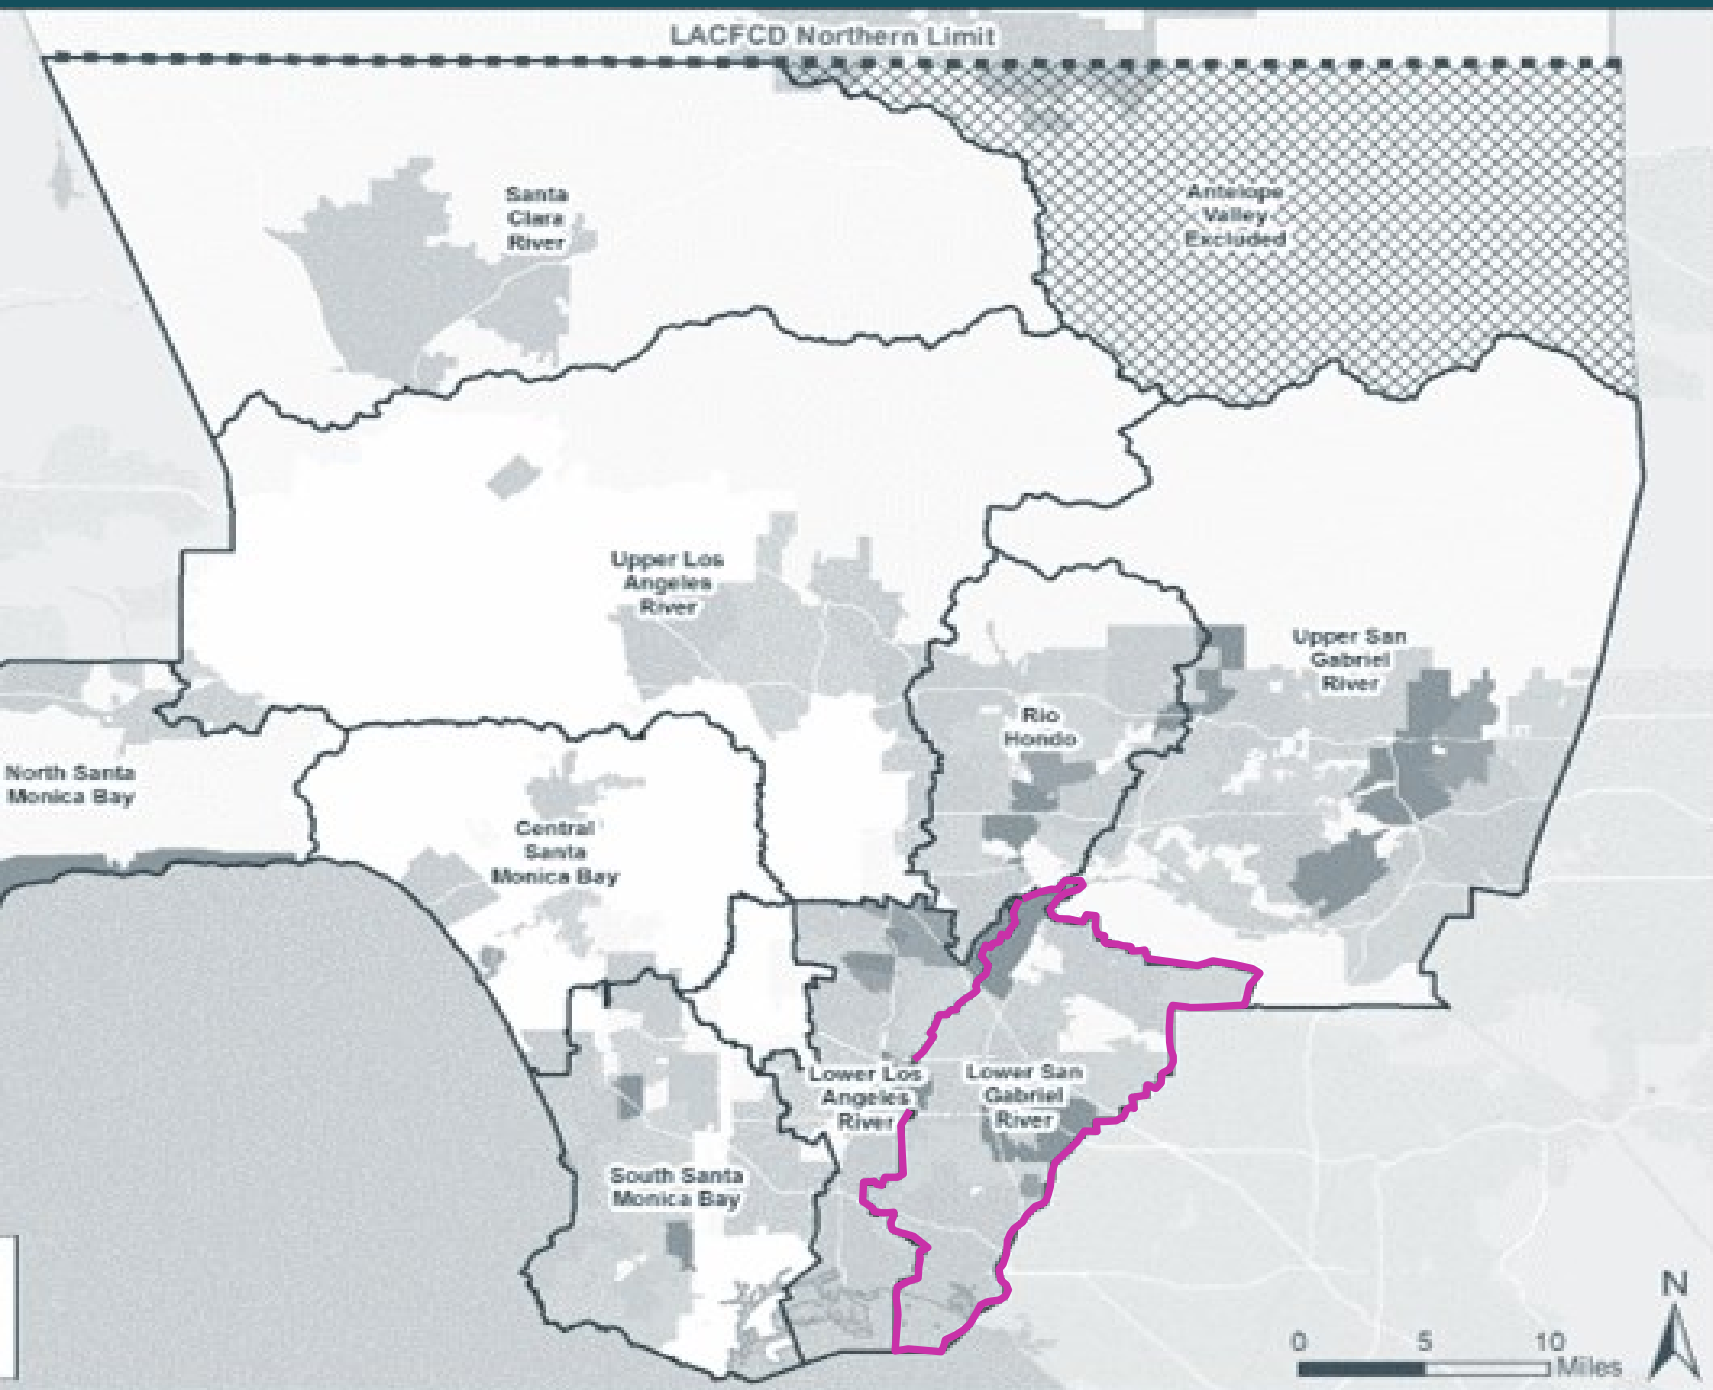 LACFCD Northern Limit
Santa
Clara
River
Antelope
Valley-
Excluded
Upper Los
Angeles
River
Upper San
Gabriel
River
Rio
Hondo
North Santa
Monica Bay
Central
Santa
Monica Bay
Lower Los
Angeles
River
Lower San
Gabriel
River
South Santa
Monica Bay
N
0 5 10
Miles